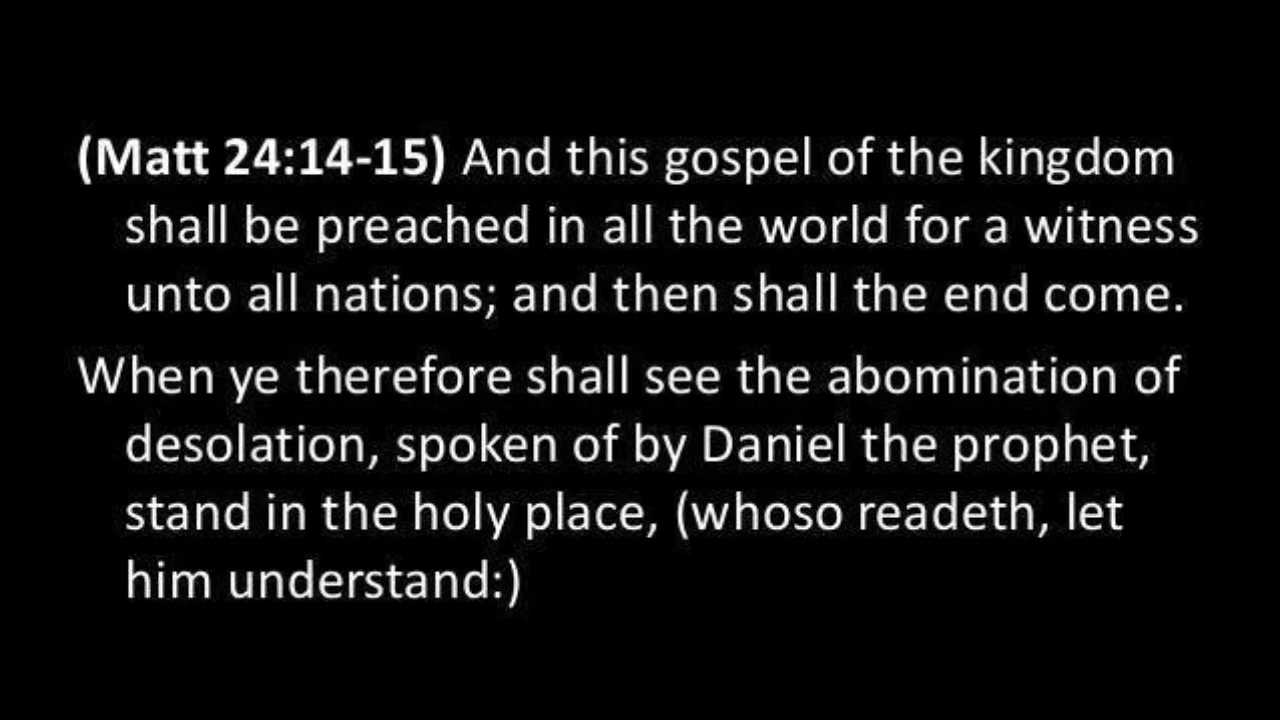 (Matt 24:14-15) And this gospel of the kingdom
shall be preached in all the world for a witness
unto all nations; and then shall the end come.
When ye therefore shall see the abomination of
desolation, spoken of by Daniel the prophet,
stand in the holy place, (whoso readeth, let
him understand:)